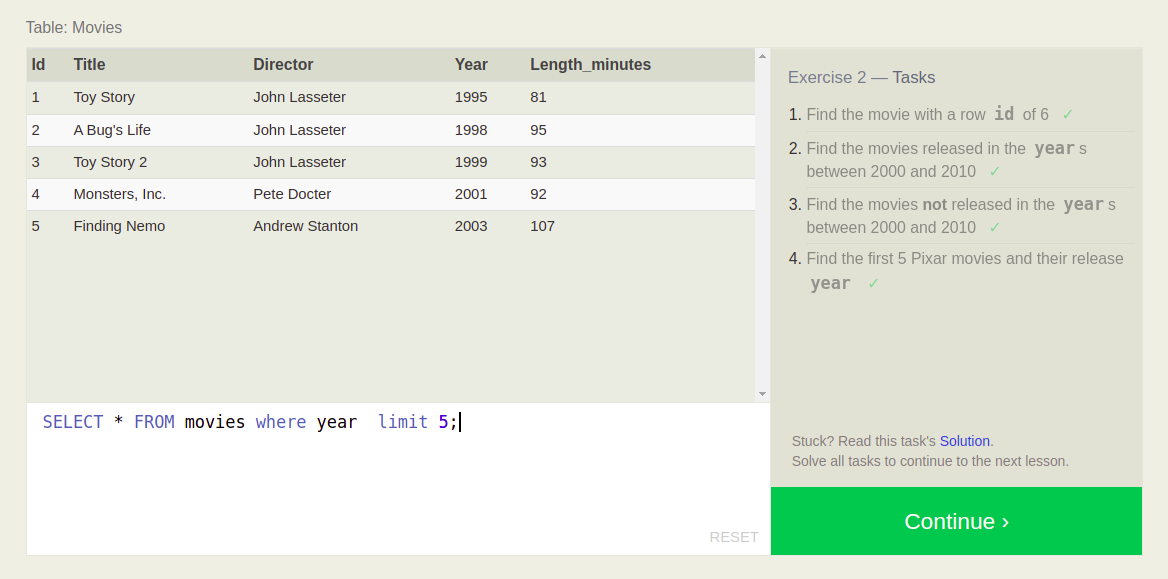 Table: Movies
Id Title Director Year Length_minutes
1 Toy Story John Lasseter 1995 81
2 A Bug's Life John Lasseter 1998 95
3 Toy Story 2 John Lasseter 1999 93
4 Monsters, Inc. Pete Docter 2001 92
5 Finding Nemo Andrew Stanton 2003 107
SELECT * FROM movies where year  limit 5;
RESET
Exercise 2 — Tasks
1. Find the movie with a row id of 6 ✓
2. Find the movies released in the year s
between 2000 and 2010 ✓
3. Find the movies not released in the year s
between 2000 and 2010 ✓
4. Find the first 5 Pixar movies and their release
year ✓
Stuck? Read this task's Solution.
Solve all tasks to continue to the next lesson.
Continue ›